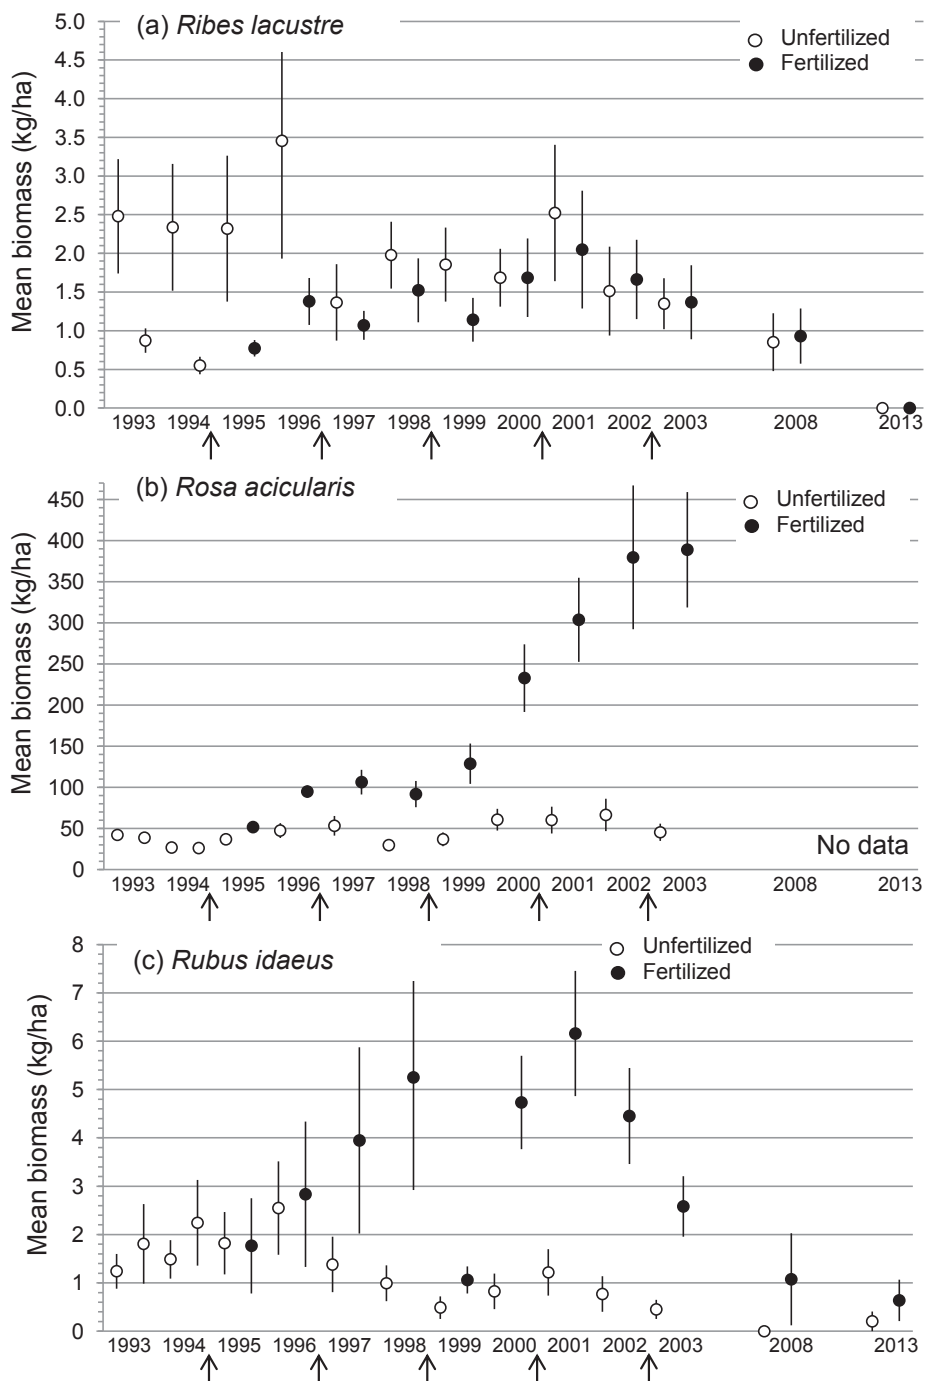 (a) Ribes lacustre
Unfertilized
Fertilized
Mean biomass (kg/ha)
5.0
4.5
4.0
3.5
3.0
2.5
2.0
1.5
1.0
0.5
0.0
1993 1994 1995 1996 1997 1998 1999 2000 2001 2002 2003 2008 2013
(b) Rosa acicularis
Unfertilized
Fertilized
Mean biomass (kg/ha)
450
400
350
300
250
200
150
100
50
0
No data
1993 1994 1995 1996 1997 1998 1999 2000 2001 2002 2003 2008 2013
(c) Rubus idaeus
Unfertilized
Fertilized
Mean biomass (kg/ha)
8
7
6
5
4
3
2
1
0
1993 1994 1995 1996 1997 1998 1999 2000 2001 2002 2003 2008 2013